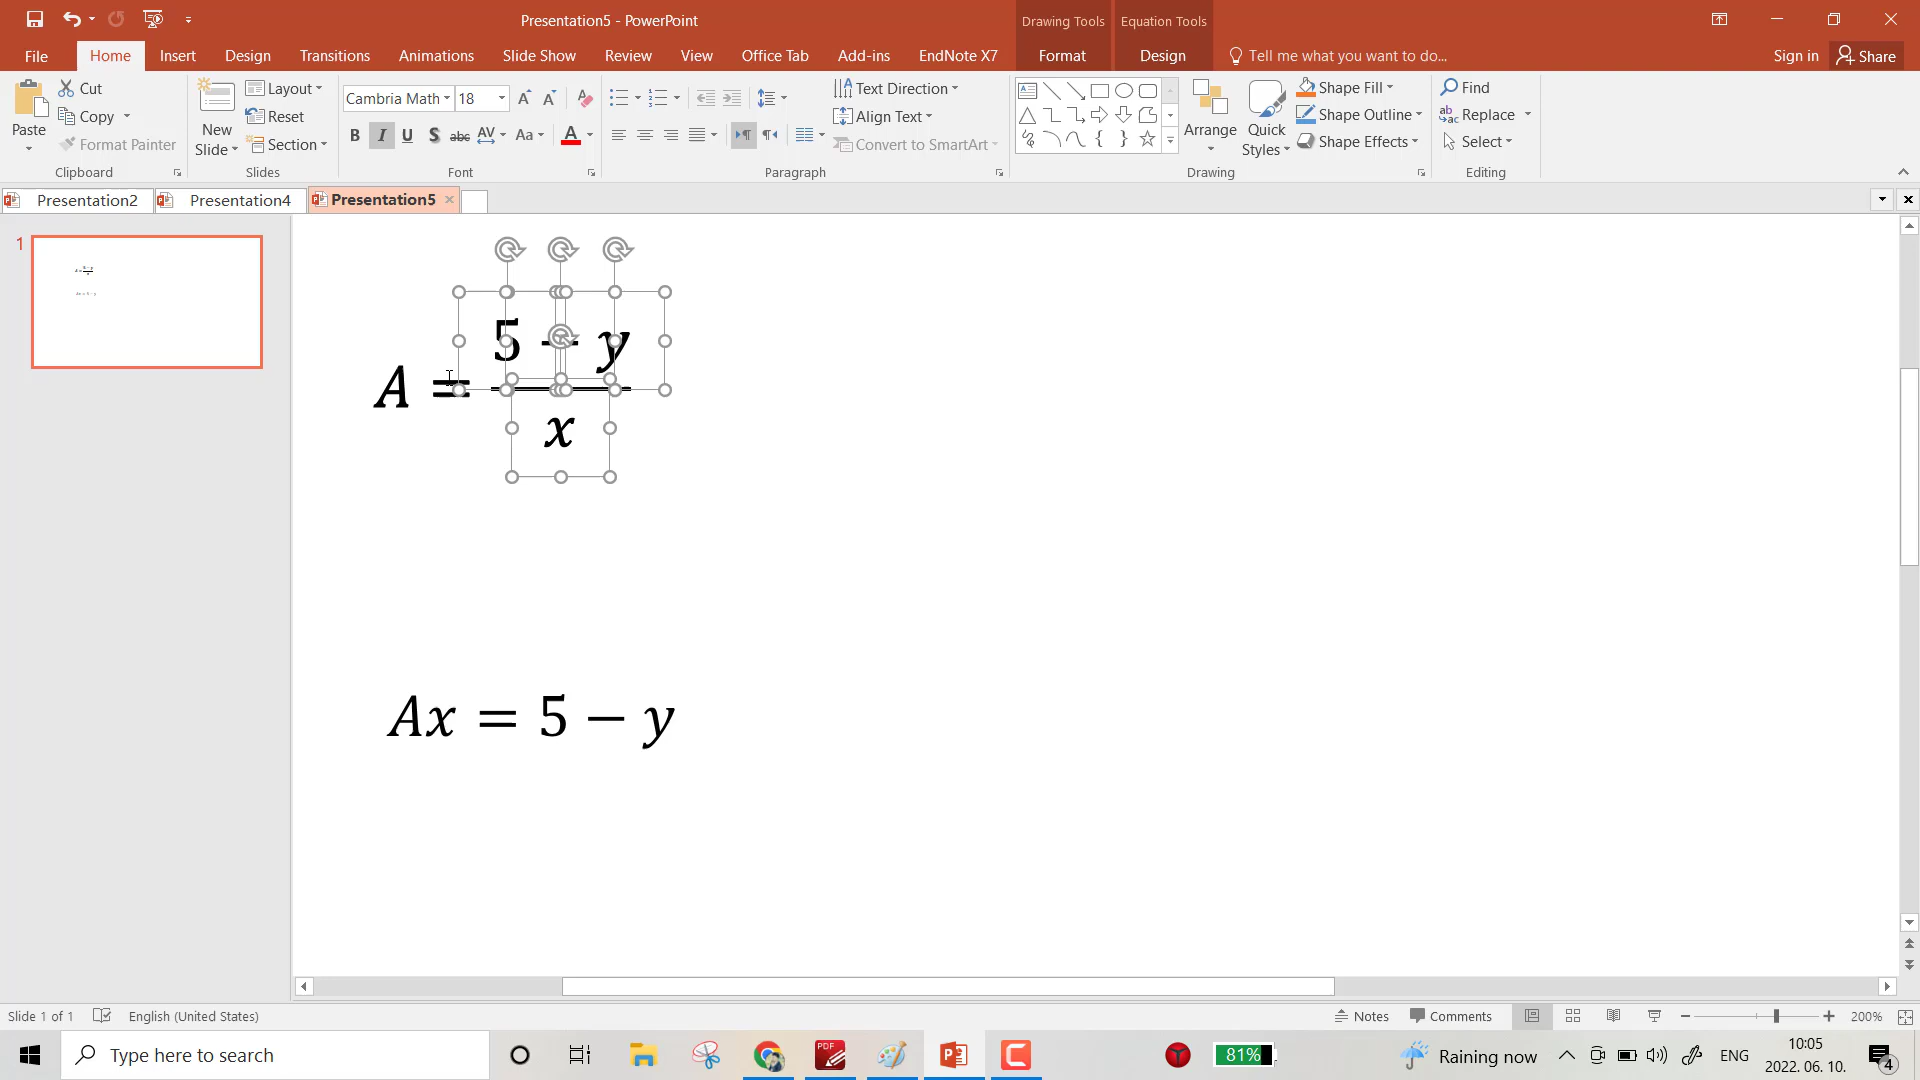 Presentation5 - PowerPoint
Drawing Tools
Equation Tools
File Home Insert Design Transitions Animations Slide Show Review View Office Tab Add-ins EndNote X7 Format Design Tell me what you want to do... Sign in Share
Paste
Cut
Copy
Format Painter
Clipboard
New Slide
Layout
Reset
Section
Slides
Cambria Math 18
B I U S abc AV Aa A
Font
Text Direction
Align Text
Convert to SmartArt
Paragraph
Arrange
Quick Styles
Shape Fill
Shape Outline
Shape Effects
Drawing
Find
Replace
Select
Editing
Presentation2 Presentation4 Presentation5
1
5 − y
A =
x
Ax = 5 − y
Slide 1 of 1 English (United States) Notes Comments 200%
Type here to search
PDF
81%
Raining now
ENG
10:05
2022. 06. 10.
4